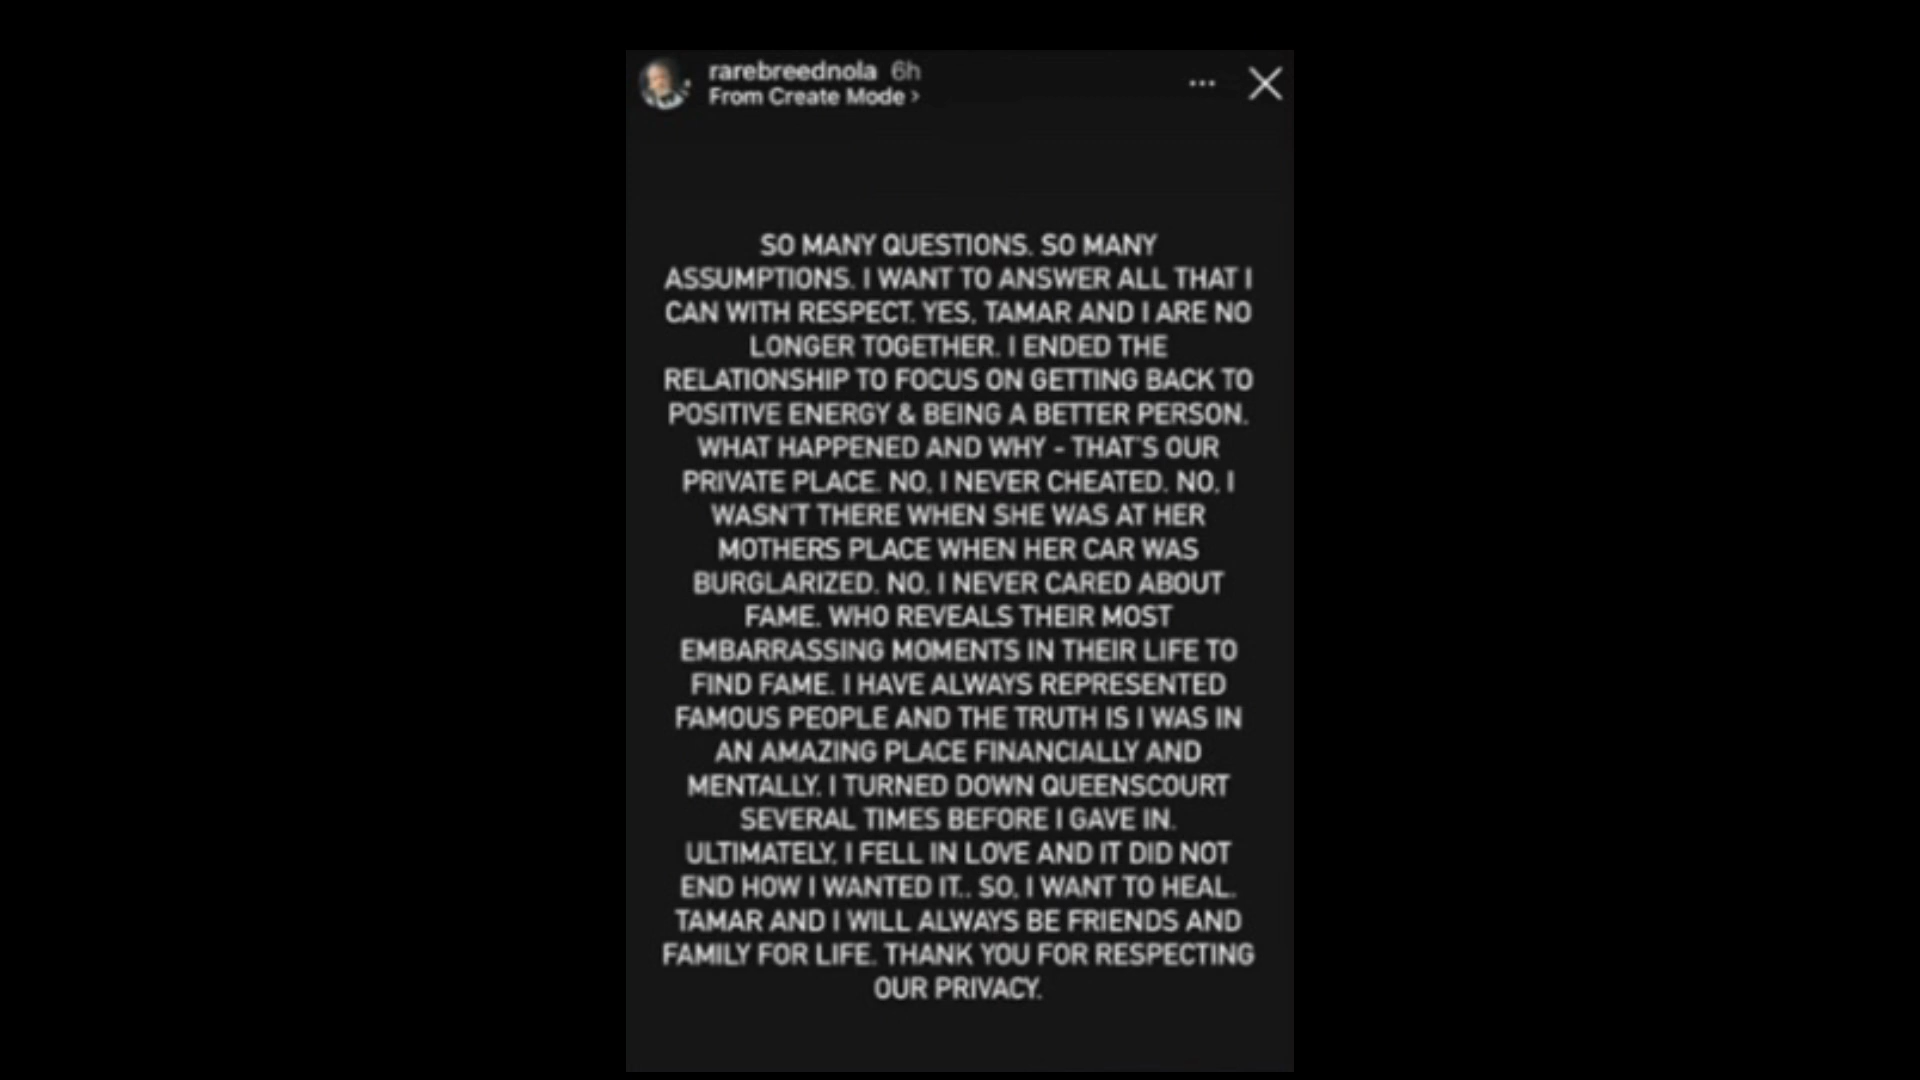 rarebreednola 6h
From Create Mode >
SO MANY QUESTIONS. SO MANY
ASSUMPTIONS. I WANT TO ANSWER ALL THAT I
CAN WITH RESPECT. YES, TAMAR AND I ARE NO
LONGER TOGETHER. I ENDED THE
RELATIONSHIP TO FOCUS ON GETTING BACK TO
POSITIVE ENERGY & BEING A BETTER PERSON.
WHAT HAPPENED AND WHY - THAT'S OUR
PRIVATE PLACE. NO, I NEVER CHEATED. NO, I
WASN'T THERE WHEN SHE WAS AT HER
MOTHERS PLACE WHEN HER CAR WAS
BURGLARIZED. NO, I NEVER CARED ABOUT
FAME. WHO REVEALS THEIR MOST
EMBARRASSING MOMENTS IN THEIR LIFE TO
FIND FAME. I HAVE ALWAYS REPRESENTED
FAMOUS PEOPLE AND THE TRUTH IS I WAS IN
AN AMAZING PLACE FINANCIALLY AND
MENTALLY. I TURNED DOWN QUEENSCOURT
SEVERAL TIMES BEFORE I GAVE IN.
ULTIMATELY, I FELL IN LOVE AND IT DID NOT
END HOW I WANTED IT.. SO, I WANT TO HEAL.
TAMAR AND I WILL ALWAYS BE FRIENDS AND
FAMILY FOR LIFE. THANK YOU FOR RESPECTING
OUR PRIVACY.